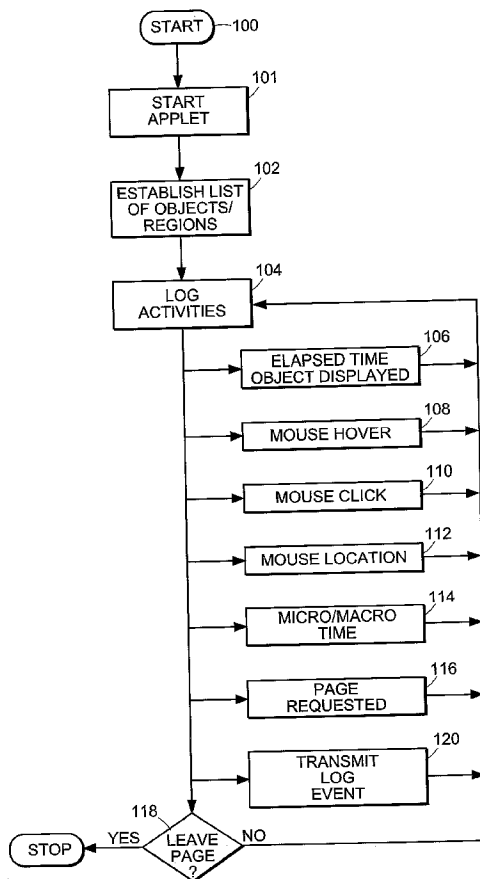 START
100
101
START
APPLET
102
ESTABLISH LIST
OF OBJECTS/
REGIONS
104
LOG
ACTIVITIES
106
ELAPSED TIME
OBJECT DISPLAYED
108
MOUSE HOVER
110
MOUSE CLICK
112
MOUSE LOCATION
114
MICRO/MACRO
TIME
116
PAGE
REQUESTED
120
TRANSMIT
LOG
EVENT
118
YES
LEAVE
PAGE
?
NO
STOP